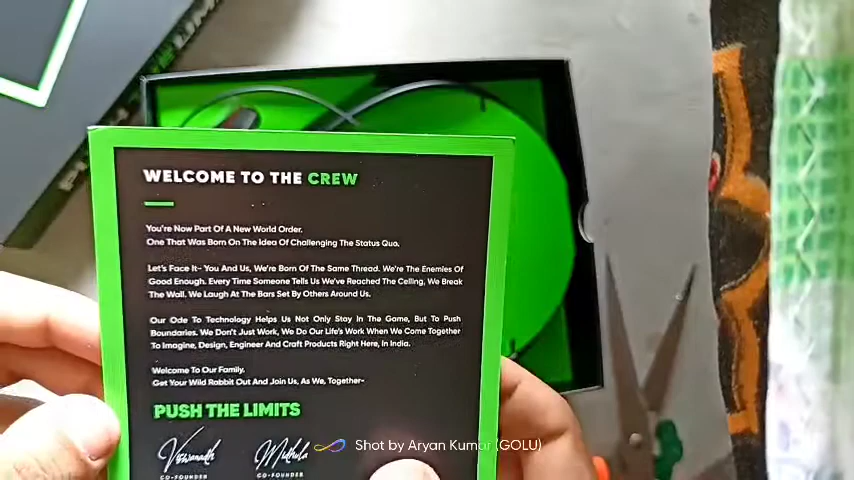 WELCOME TO THE CREW
You're Now Part Of A New World Order.
One That Was Born On The Idea Of Challenging The Status Quo.
Let's Face It- You And Us, We're Born Of The Same Thread. We're The Enemies Of
Good Enough. Every Time Someone Tells Us We've Reached The Ceiling, We Break
The Wall. We Laugh At The Bars Set By Others Around Us.
Our Ode To Technology Helps Us Not Only Stay In The Game, But To Push
Boundaries. We Don't Just Work, We Do Our Life's Work When We Come Together
To Imagine, Design, Engineer And Craft Products Right Here, In India.
Welcome To Our Family.
Get Your Wild Rabbit Out And Join Us, As We, Together-
PUSH THE LIMITS
Viswanadh Midhula
CO-FOUNDER CO-FOUNDER
Shot by Aryan Kumar (GOLU)